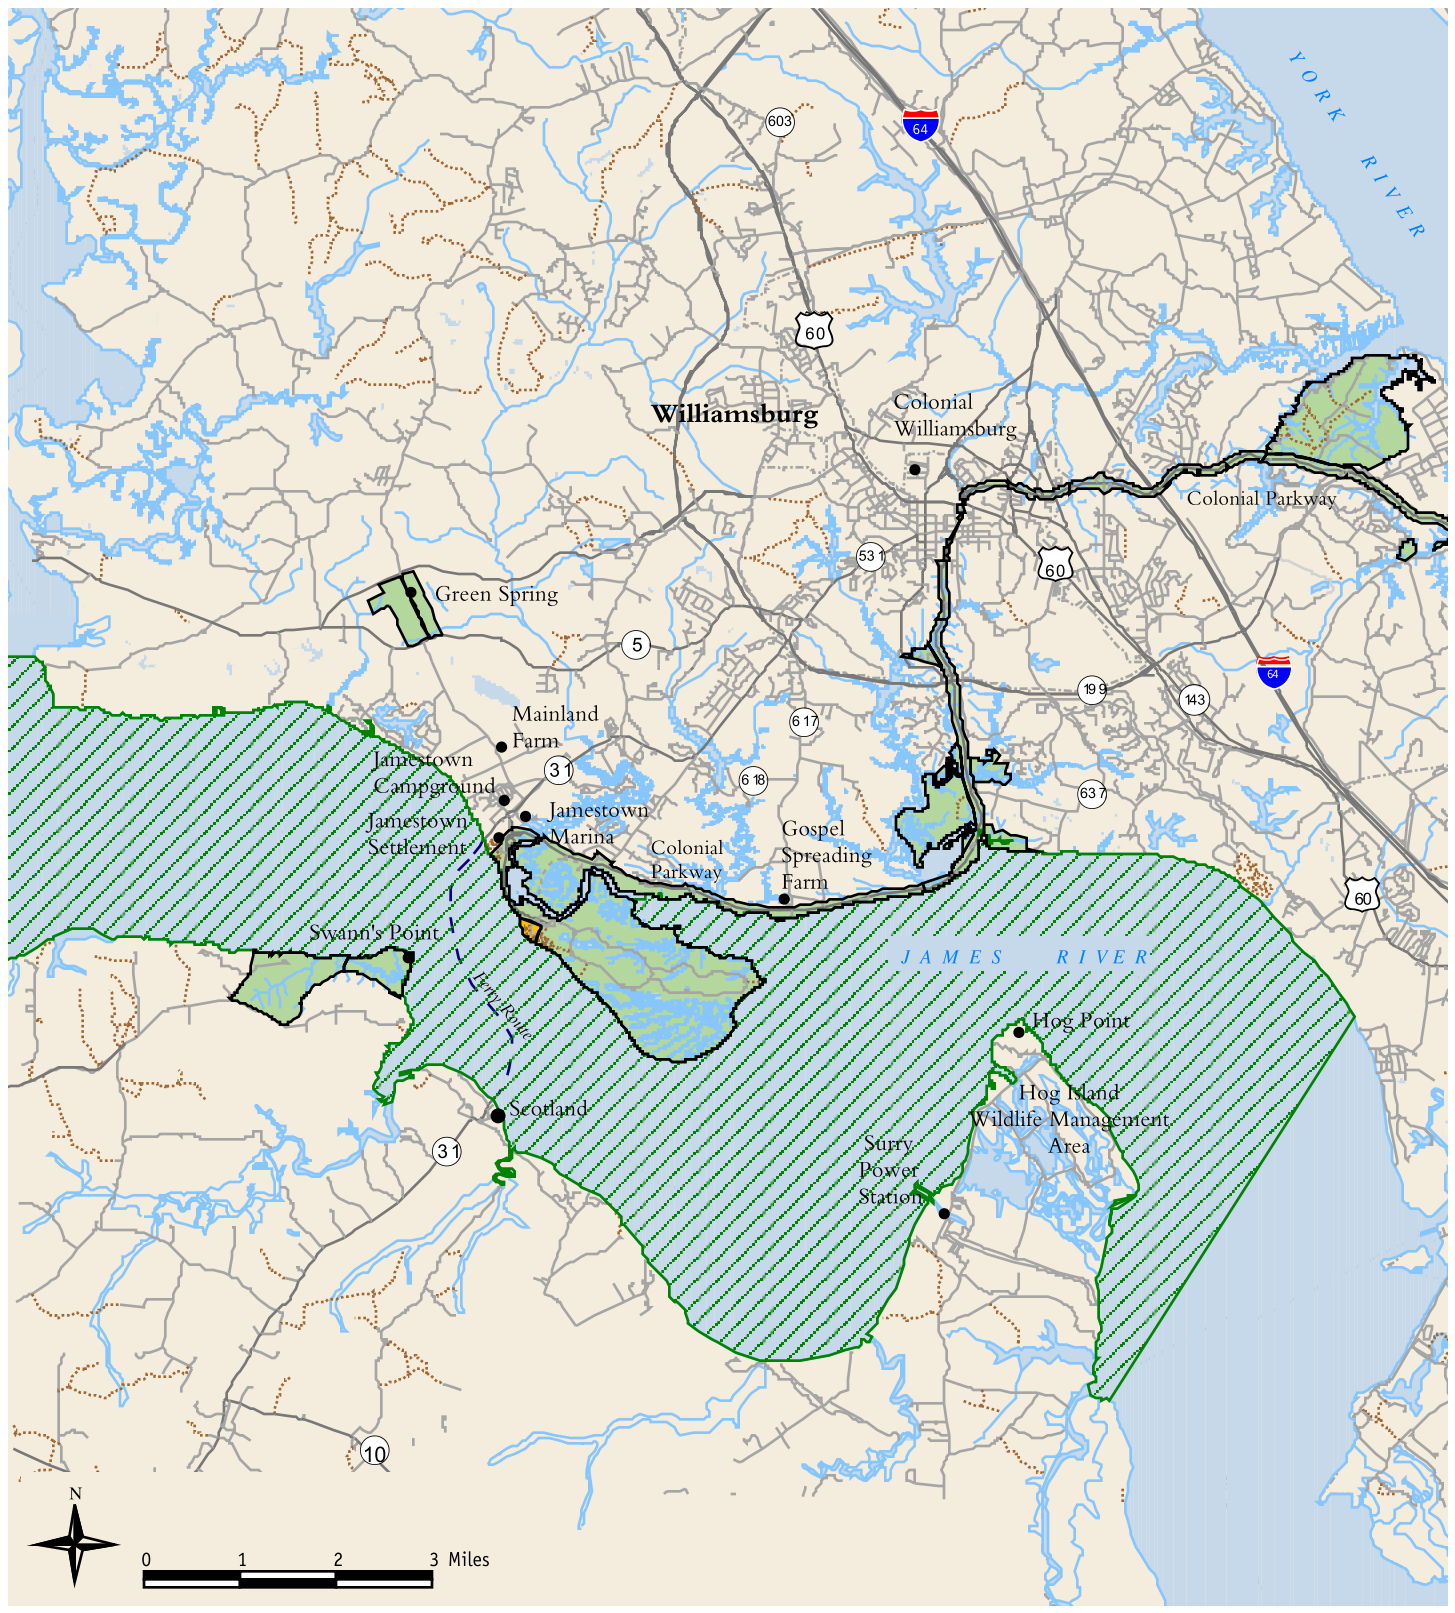 YORK
RIVER
603
64
60
Williamsburg
Colonial
Williamsburg
Colonial Parkway
531
60
Green Spring
5
64
199
143
617
618
637
Mainland
Farm
31
Jamestown
Campground
Jamestown
Marina
Jamestown
Settlement
Colonial
Parkway
Gospel
Spreading
Farm
60
Swann's Point
JAMES RIVER
Ferry Route
Hog Point
Hog Island
Wildlife Management
Area
Scotland
31
Surry
Power
Station
10
N
0 1 2 3 Miles